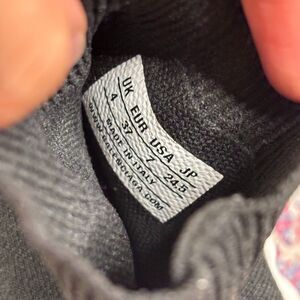 UK EUR USA JP
4 37 7 24.5
MADE IN ITALY
WWW.BALENCIAGA.COM